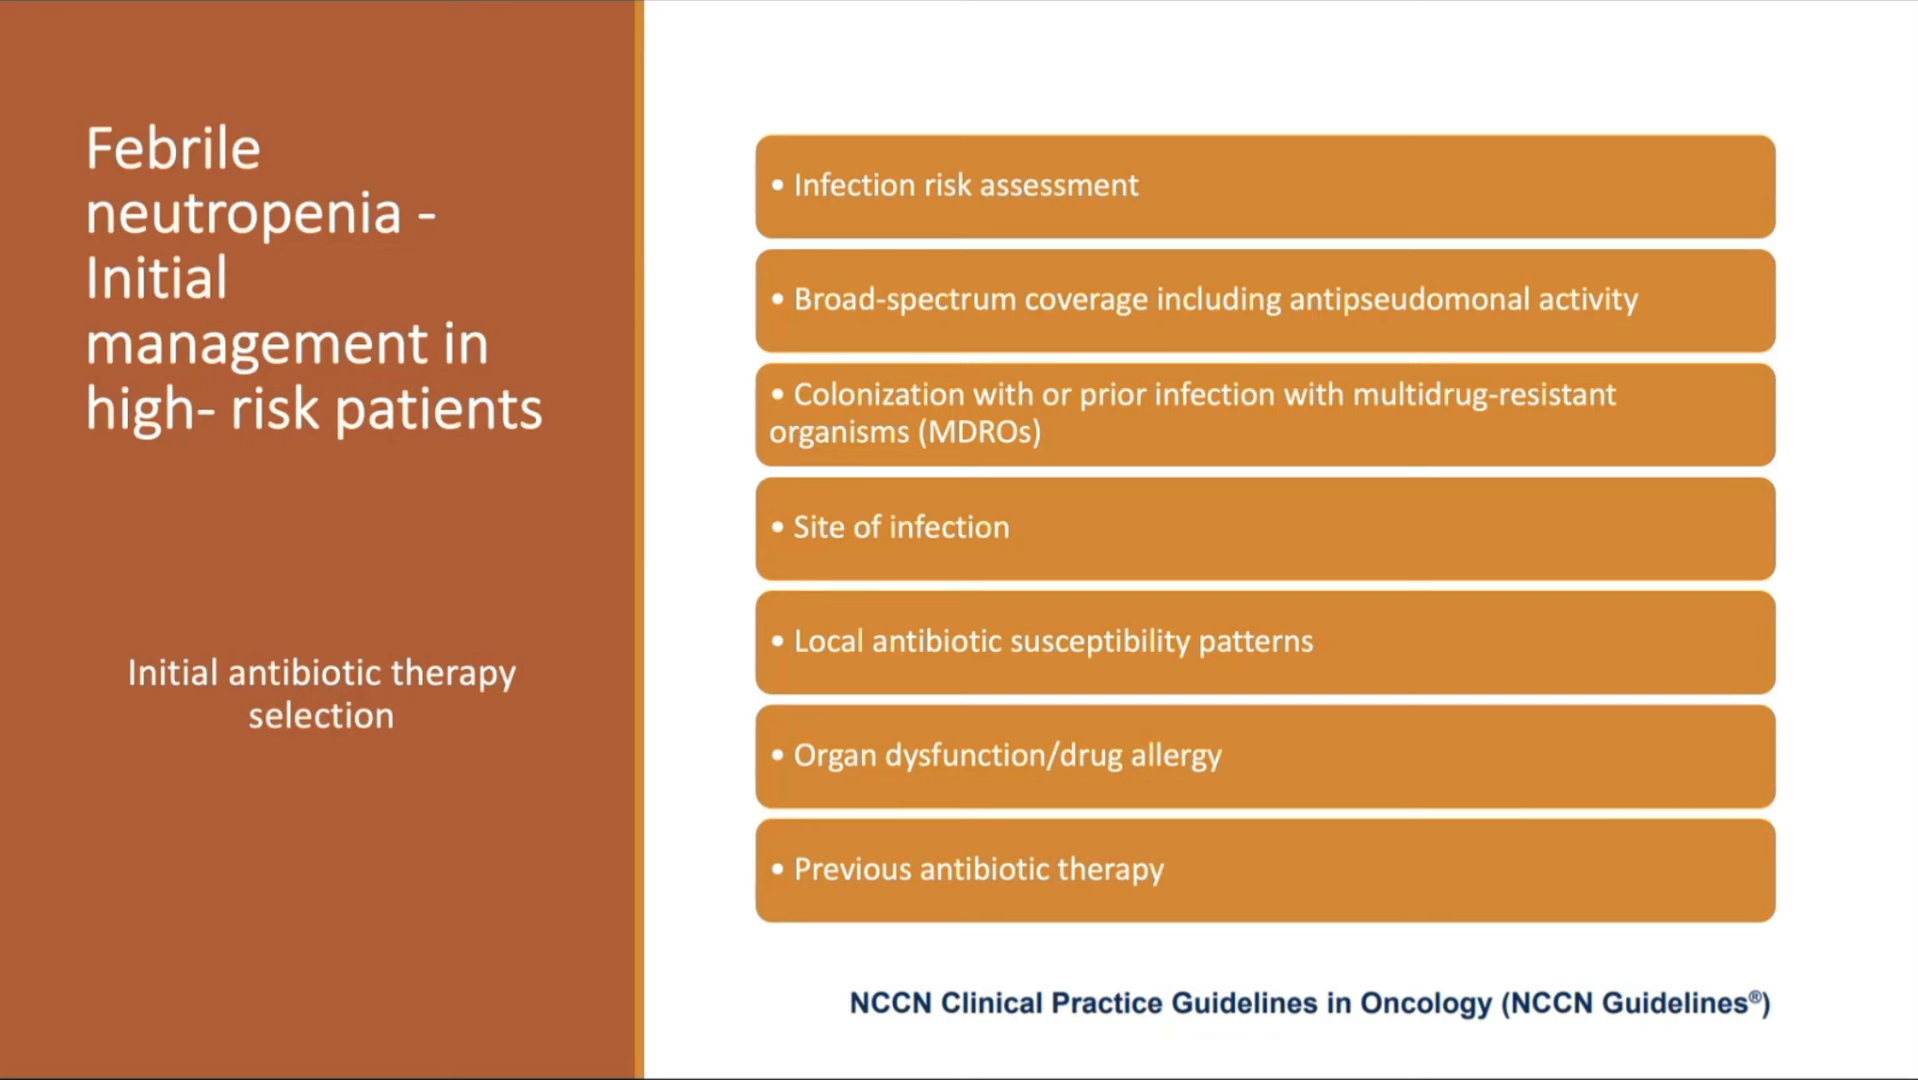 Febrile
neutropenia -
Initial
management in
high- risk patients
Initial antibiotic therapy
selection
• Infection risk assessment
• Broad-spectrum coverage including antipseudomonal activity
• Colonization with or prior infection with multidrug-resistant
organisms (MDROs)
• Site of infection
• Local antibiotic susceptibility patterns
• Organ dysfunction/drug allergy
• Previous antibiotic therapy
NCCN Clinical Practice Guidelines in Oncology (NCCN Guidelines®)